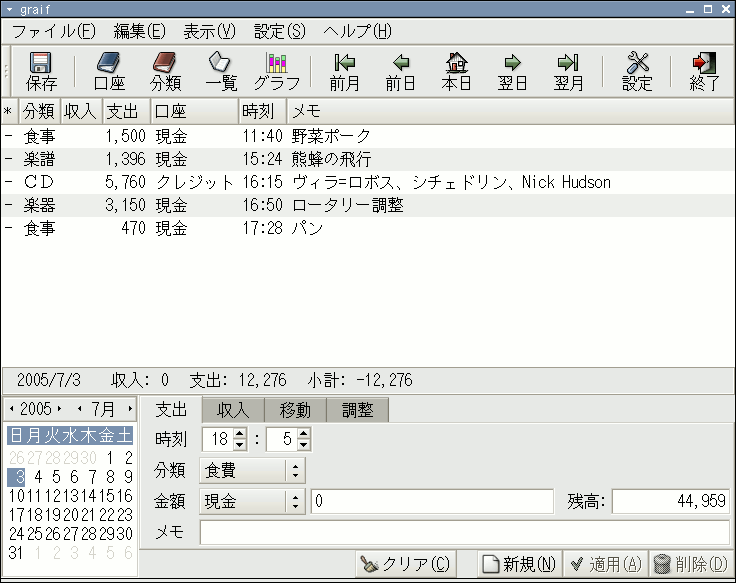 graif
ファイル(F) 編集(E) 表示(V) 設定(S) ヘルプ(H)
保存 口座 分類 一覧 グラフ 前月 前日 本日 翌日 翌月 設定 終了
* 分類 収入 支出 口座 時刻 メモ
- 食事 1,500 現金 11:40 野菜ポーク
- 楽譜 1,396 現金 15:24 熊蜂の飛行
- ＣＤ 5,760 クレジット 16:15 ヴィラ=ロボス、シチェドリン、Nick Hudson
- 楽器 3,150 現金 16:50 ロータリー調整
- 食事 470 現金 17:28 パン
2005/7/3 収入: 0 支出: 12,276 小計: -12,276
2005 7月
日月火水木金土
26 27 28 29 30 1 2
3 4 5 6 7 8 9
10 11 12 13 14 15 16
17 18 19 20 21 22 23
24 25 26 27 28 29 30
31 1 2 3 4 5 6
支出 収入 移動 調整
時刻 18 : 5
分類 食費
金額 現金 0 残高: 44,959
メモ
クリア(C) 新規(N) 適用(A) 削除(D)